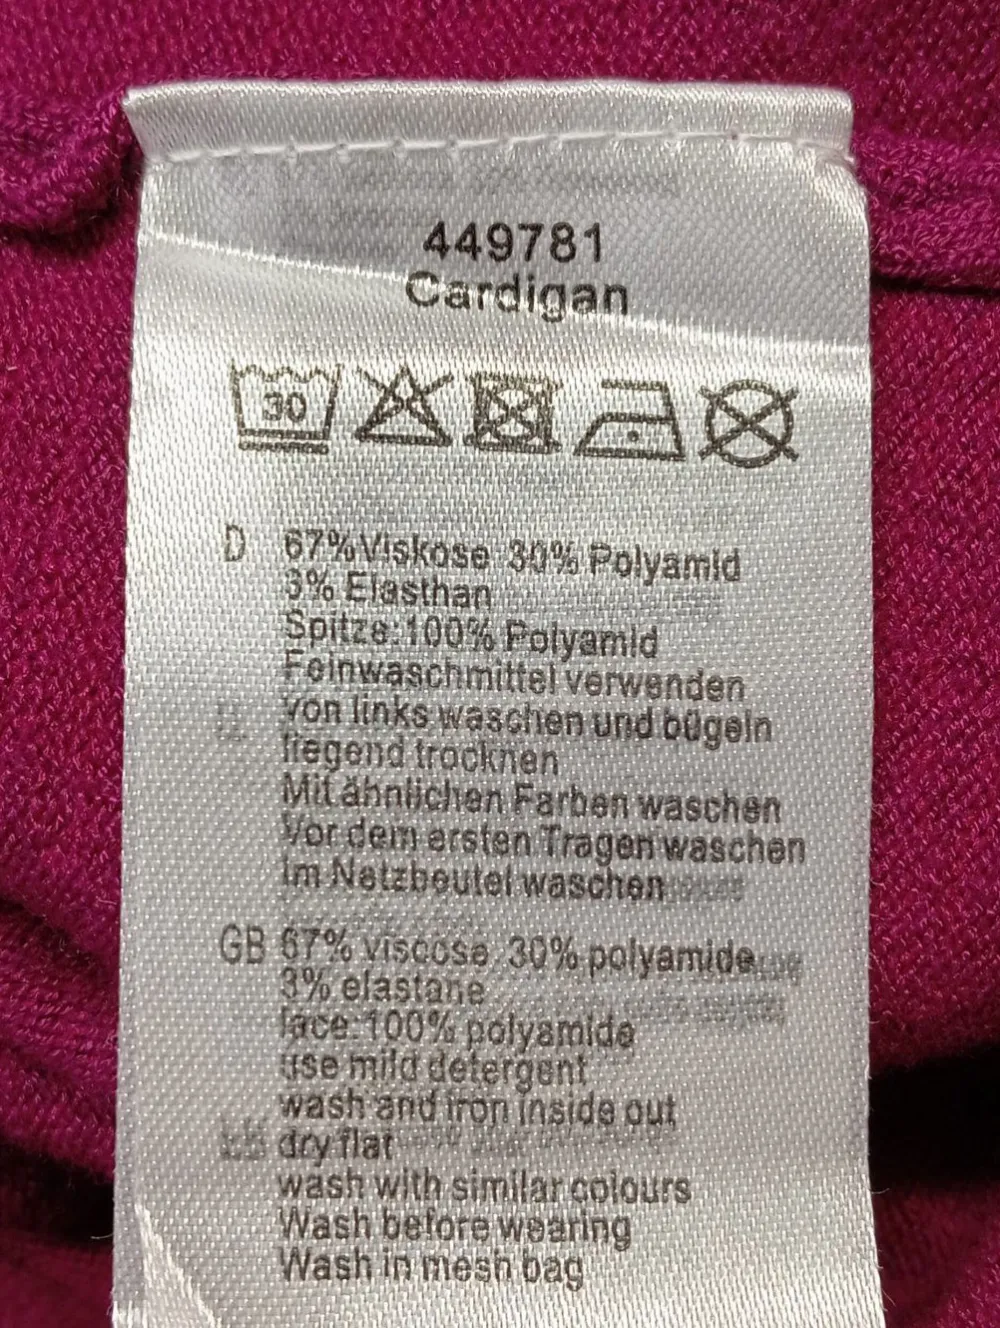 449781
Cardigan
30
D 67% Viskose 30% Polyamid
3% Elasthan
Spitze:100% Polyamid
Feinwaschmittel verwenden
von links waschen und bügeln
liegend trocknen
Mit ähnlichen Farben waschen
Vor dem ersten Tragen waschen
Im Netzbeutel waschen
GB 67% viscose 30% polyamide
3% elastane
lace:100% polyamide
use mild detergent
wash and iron inside out
dry flat
wash with similar colours
Wash before wearing
Wash in mesh bag